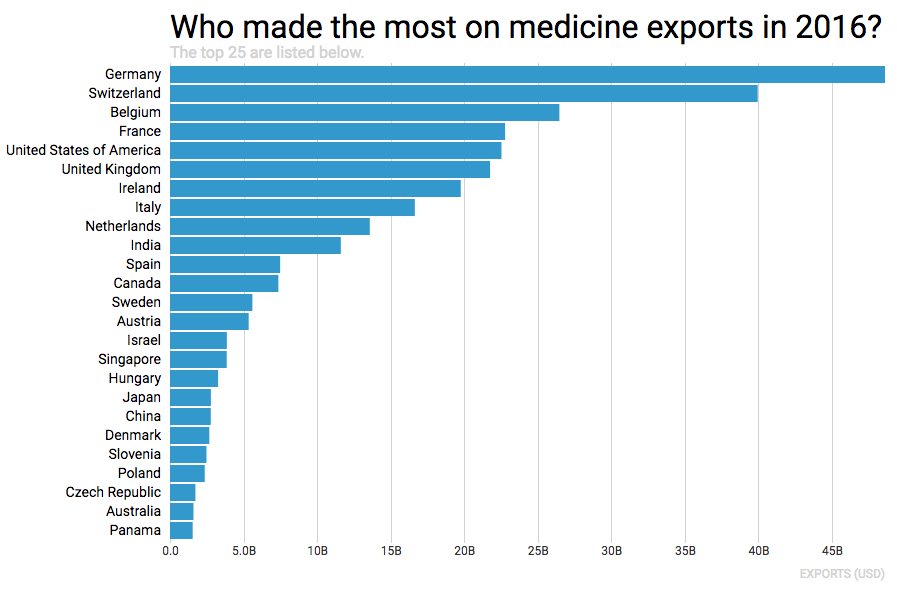 Who made the most on medicine exports in 2016?
The top 25 are listed below.
Germany
Switzerland
Belgium
France
United States of America
United Kingdom
Ireland
Italy
Netherlands
India
Spain
Canada
Sweden
Austria
Israel
Singapore
Hungary
Japan
China
Denmark
Slovenia
Poland
Czech Republic
Australia
Panama
0.0 5.0B 10B 15B 20B 25B 30B 35B 40B 45B
EXPORTS (USD)